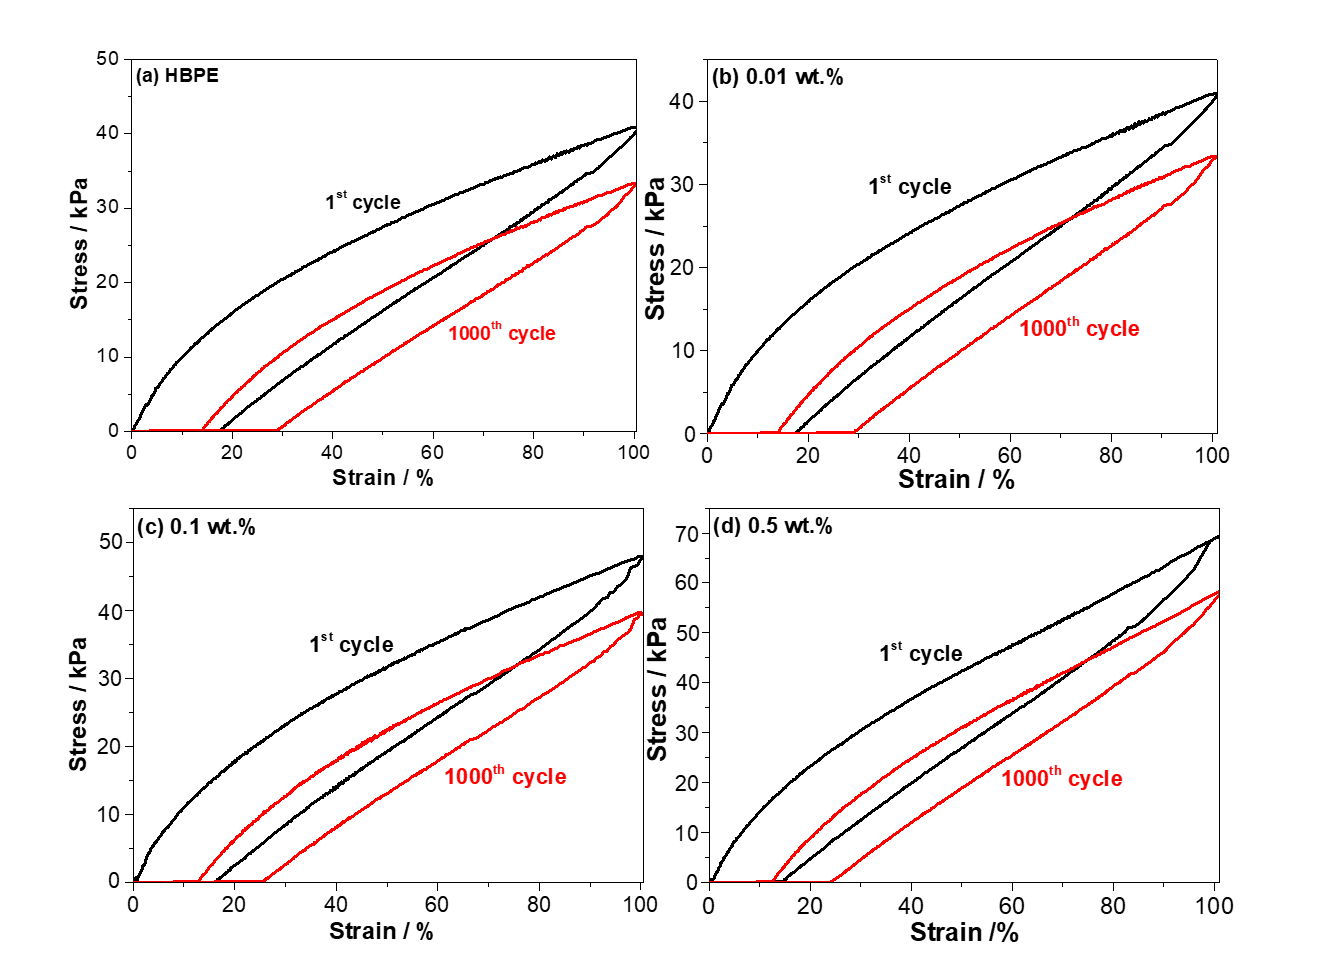 (a) HBPE
50
40
30
20
10
0
0 20 40 60 80 100
Stress / kPa
Strain / %
1st cycle
1000th cycle
(b) 0.01 wt.%
40
30
20
10
0
0 20 40 60 80 100
Stress / kPa
Strain / %
1st cycle
1000th cycle
(c) 0.1 wt.%
50
40
30
20
10
0
0 20 40 60 80 100
Stress / kPa
Strain / %
1st cycle
1000th cycle
(d) 0.5 wt.%
70
60
50
40
30
20
10
0
0 20 40 60 80 100
Stress / kPa
Strain /%
1st cycle
1000th cycle